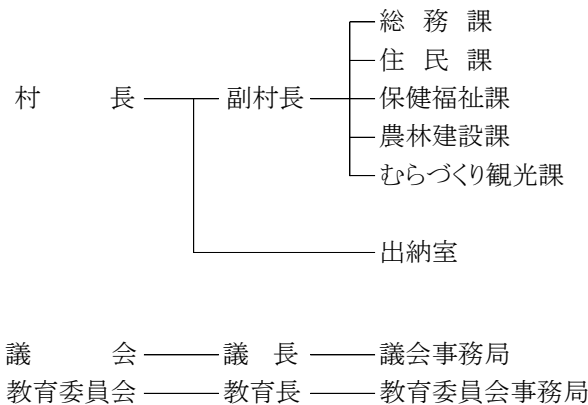 総務課
住民課
村長 副村長 保健福祉課
農林建設課
むらづくり観光課
出納室
議会 議長 議会事務局
教育委員会 教育長 教育委員会事務局